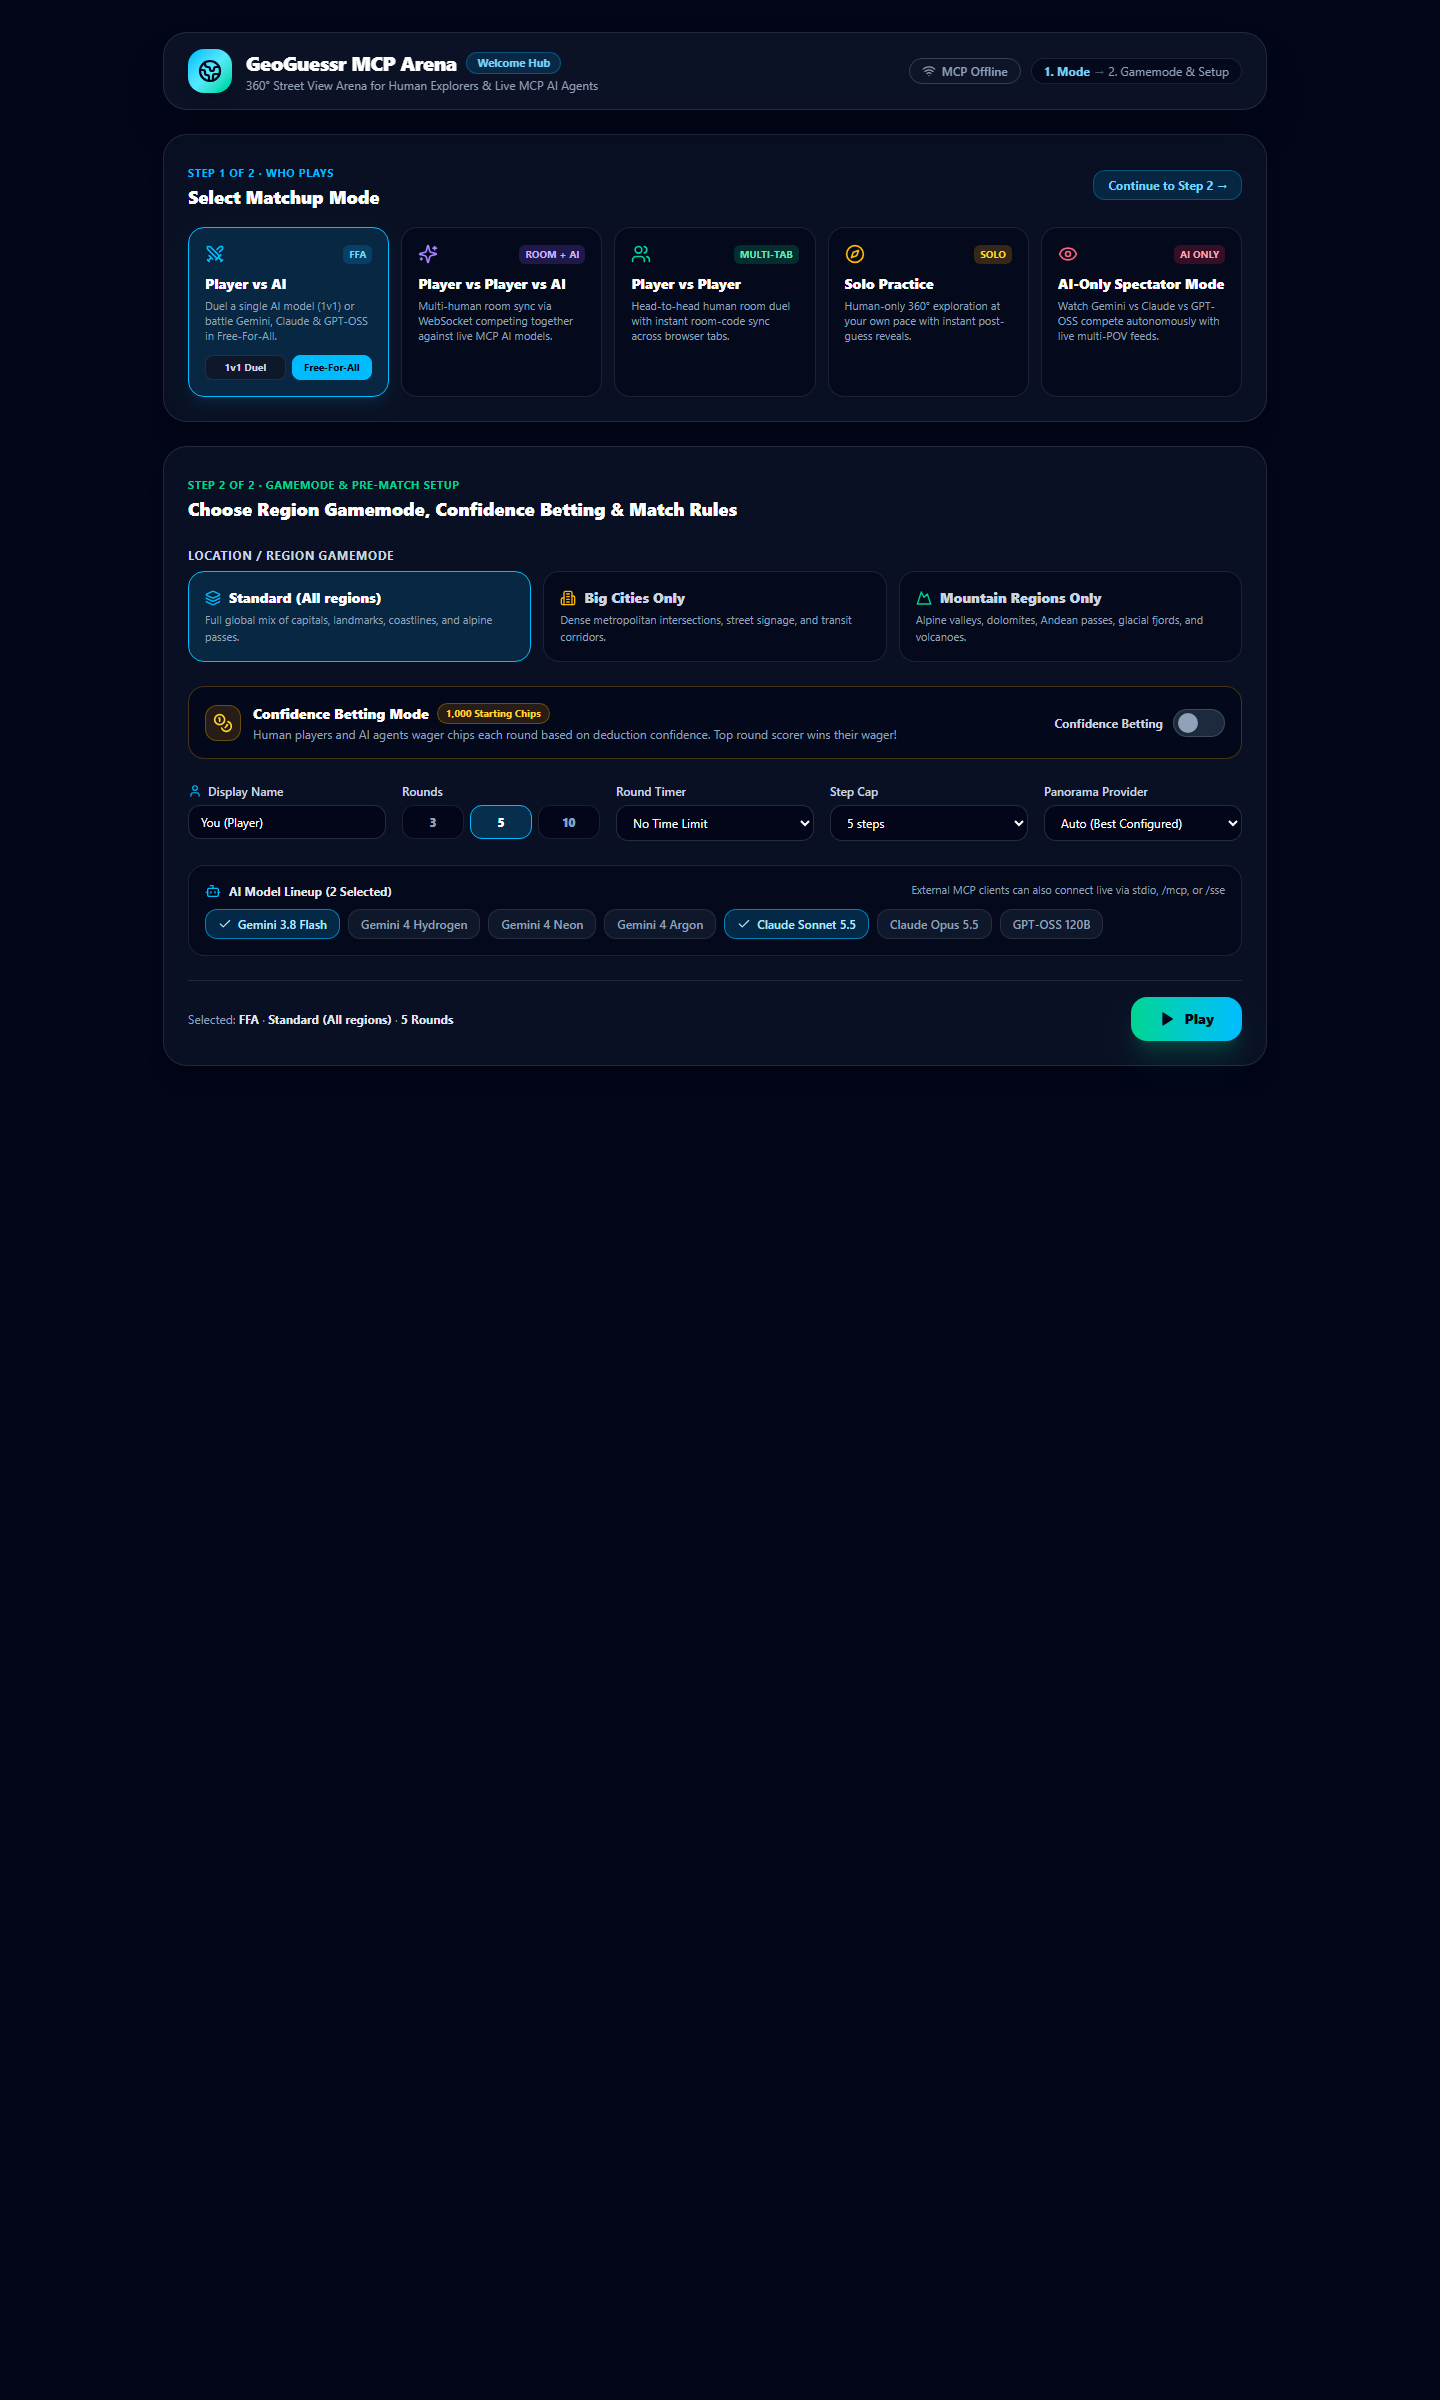 GeoGuessr MCP Arena
Welcome Hub
360° Street View Arena for Human Explorers & Live MCP AI Agents
MCP Offline
1. Mode → 2. Gamemode & Setup
STEP 1 OF 2 · WHO PLAYS
Select Matchup Mode
Continue to Step 2 →
FFA
Player vs AI
Duel a single AI model (1v1) or
battle Gemini, Claude & GPT-OSS
in Free-For-All.
1v1 Duel
Free-For-All
ROOM + AI
Player vs Player vs AI
Multi-human room sync via
WebSocket competing together
against live MCP AI models.
MULTI-TAB
Player vs Player
Head-to-head human room duel
with instant room-code sync
across browser tabs.
SOLO
Solo Practice
Human-only 360° exploration at
your own pace with instant post-
guess reveals.
AI ONLY
AI-Only Spectator Mode
Watch Gemini vs Claude vs GPT-
OSS compete autonomously with
live multi-POV feeds.
STEP 2 OF 2 · GAMEMODE & PRE-MATCH SETUP
Choose Region Gamemode, Confidence Betting & Match Rules
LOCATION / REGION GAMEMODE
Standard (All regions)
Full global mix of capitals, landmarks, coastlines, and alpine
passes.
Big Cities Only
Dense metropolitan intersections, street signage, and transit
corridors.
Mountain Regions Only
Alpine valleys, dolomites, Andean passes, glacial fjords, and
volcanoes.
Confidence Betting Mode
1,000 Starting Chips
Human players and AI agents wager chips each round based on deduction confidence. Top round scorer wins their wager!
Confidence Betting
Display Name
You (Player)
Rounds
3
5
10
Round Timer
No Time Limit
Step Cap
5 steps
Panorama Provider
Auto (Best Configured)
AI Model Lineup (2 Selected)
External MCP clients can also connect live via stdio, /mcp, or /sse
Gemini 3.8 Flash
Gemini 4 Hydrogen
Gemini 4 Neon
Gemini 4 Argon
Claude Sonnet 5.5
Claude Opus 5.5
GPT-OSS 120B
Selected: FFA · Standard (All regions) · 5 Rounds
Play